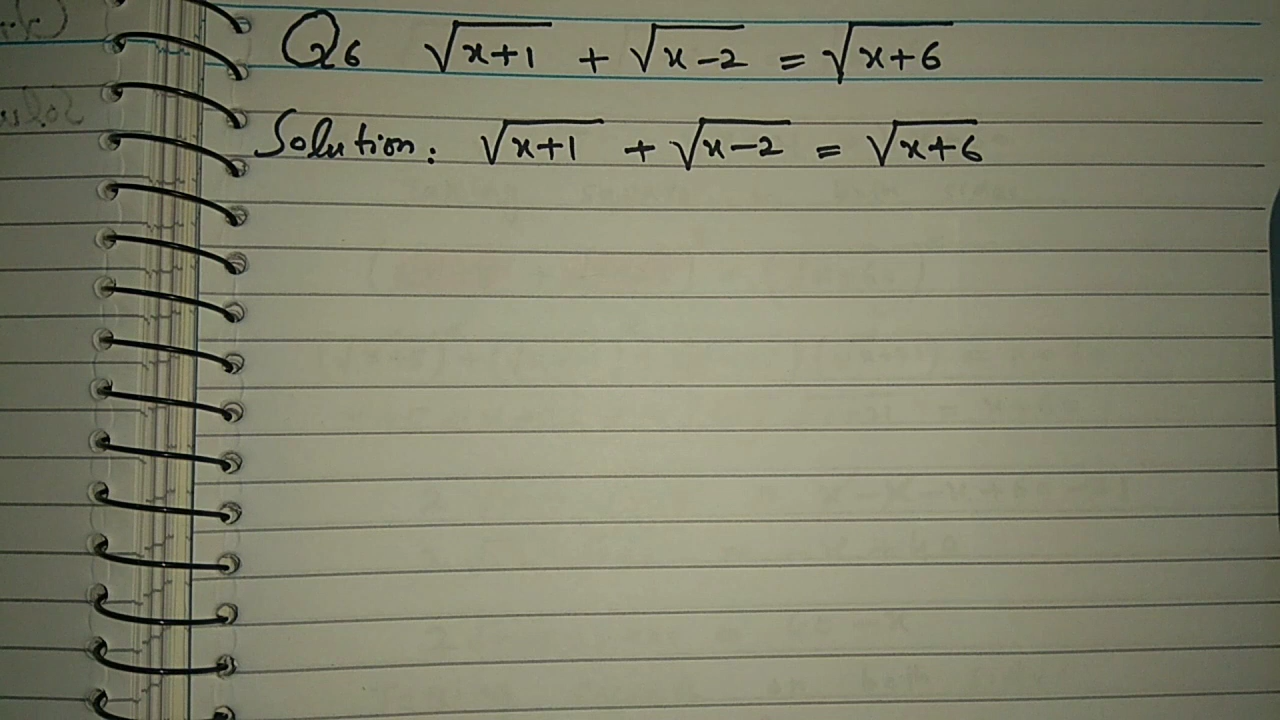 Q6 √x+1 + √x-2 = √x+6
Solution: √x+1 + √x-2 = √x+6